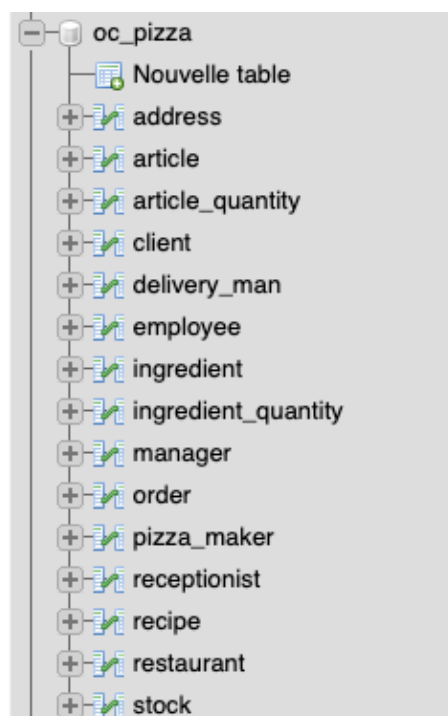 oc_pizza
Nouvelle table
address
article
article_quantity
client
delivery_man
employee
ingredient
ingredient_quantity
manager
order
pizza_maker
receptionist
recipe
restaurant
stock